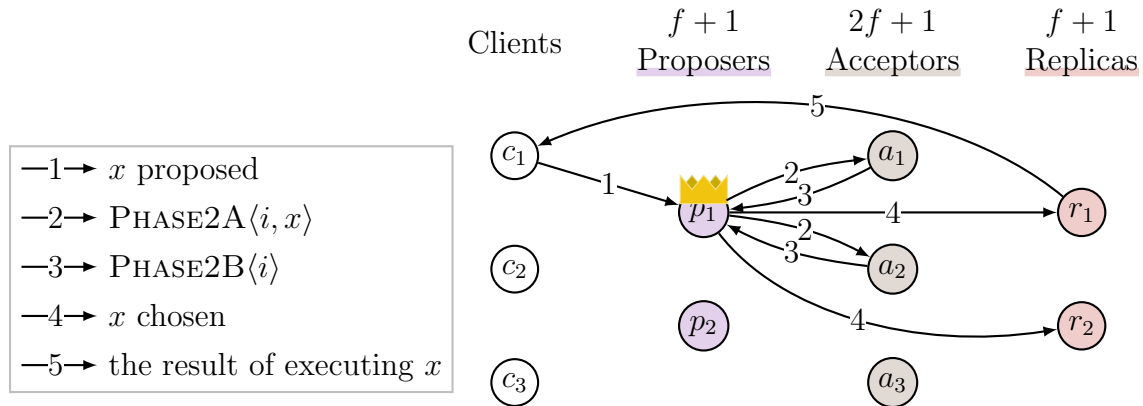 Clients
f + 1
Proposers
2f + 1
Acceptors
f + 1
Replicas
1 x proposed
2 PHASE2A⟨i, x⟩
3 PHASE2B⟨i⟩
4 x chosen
5 the result of executing x
c1
c2
c3
p1
p2
a1
a2
a3
r1
r2
1
2
3
2
3
4
4
5